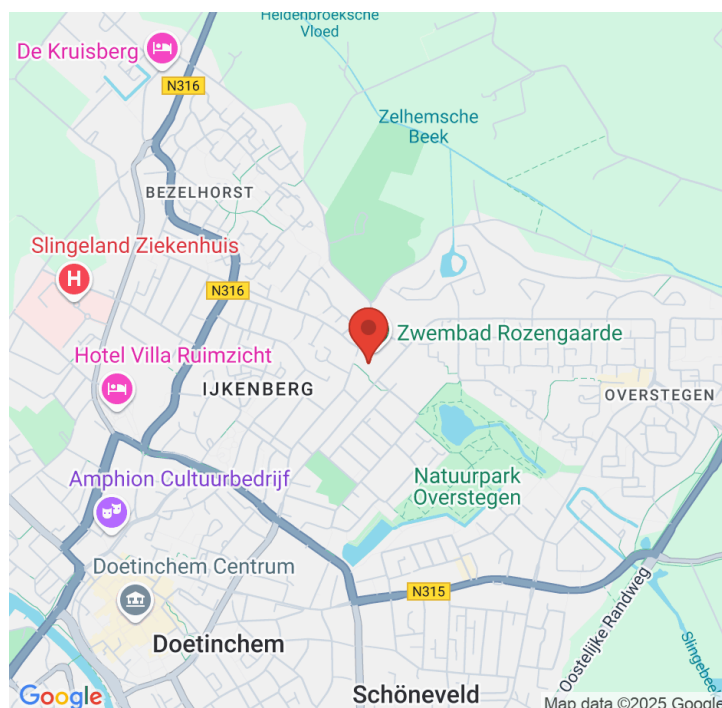 Heidenbroeksche
Vloed
De Kruisberg
N316
Zelhemsche
Beek
BEZELHORST
Slingeland Ziekenhuis
H
N316
Zwembad Rozengaarde
Hotel Villa Ruimzicht
IJKENBERG
OVERSTEGEN
Natuurpark
Overstegen
Amphion Cultuurbedrijf
Doetinchem Centrum
N315
Oostelijke Randweg
Doetinchem
Slingebee
Schöneveld
Google
Map data ©2025 Google